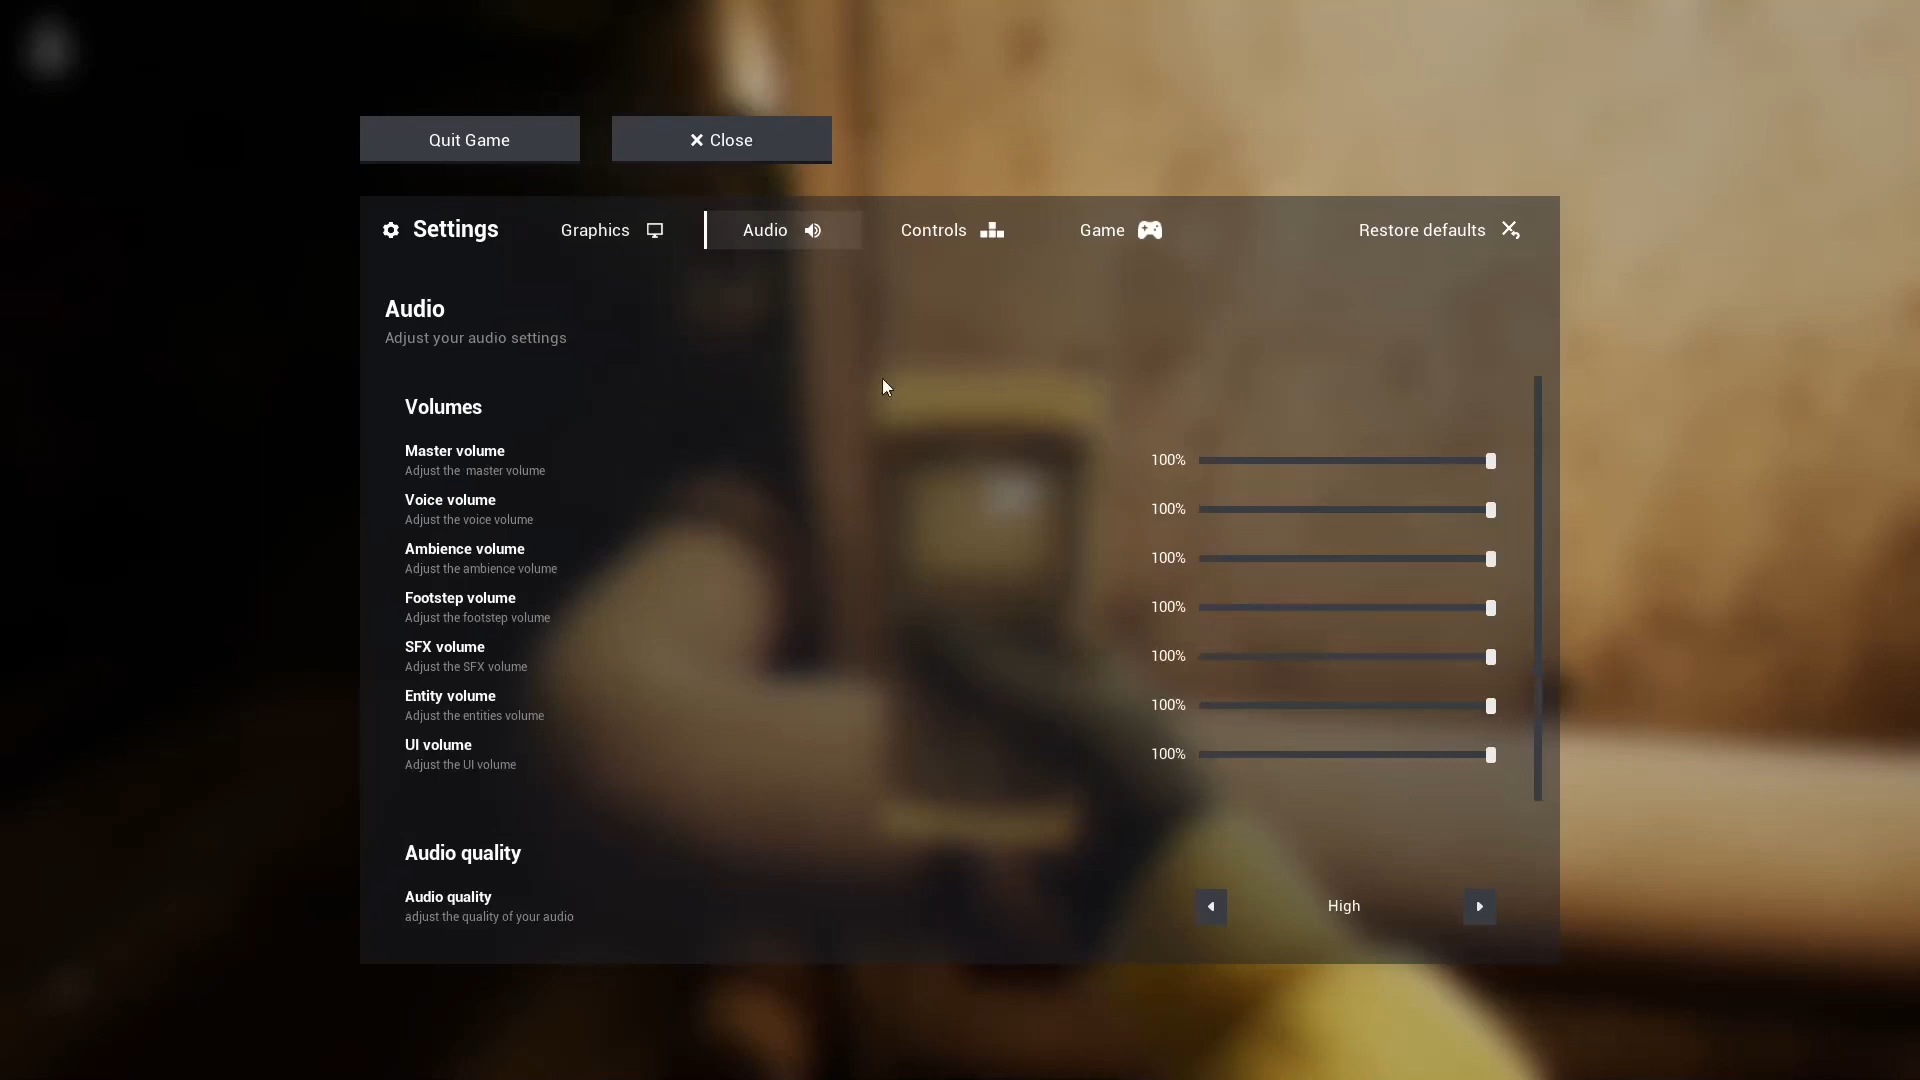 Quit Game
Close
Settings
Graphics
Audio
Controls
Game
Restore defaults
Audio
Adjust your audio settings
Volumes
Master volume
Adjust the  master volume
100%
Voice volume
Adjust the voice volume
100%
Ambience volume
Adjust the ambience volume
100%
Footstep volume
Adjust the footstep volume
100%
SFX volume
Adjust the SFX volume
100%
Entity volume
Adjust the entities volume
100%
UI volume
Adjust the UI volume
100%
Audio quality
Audio quality
adjust the quality of your audio
High